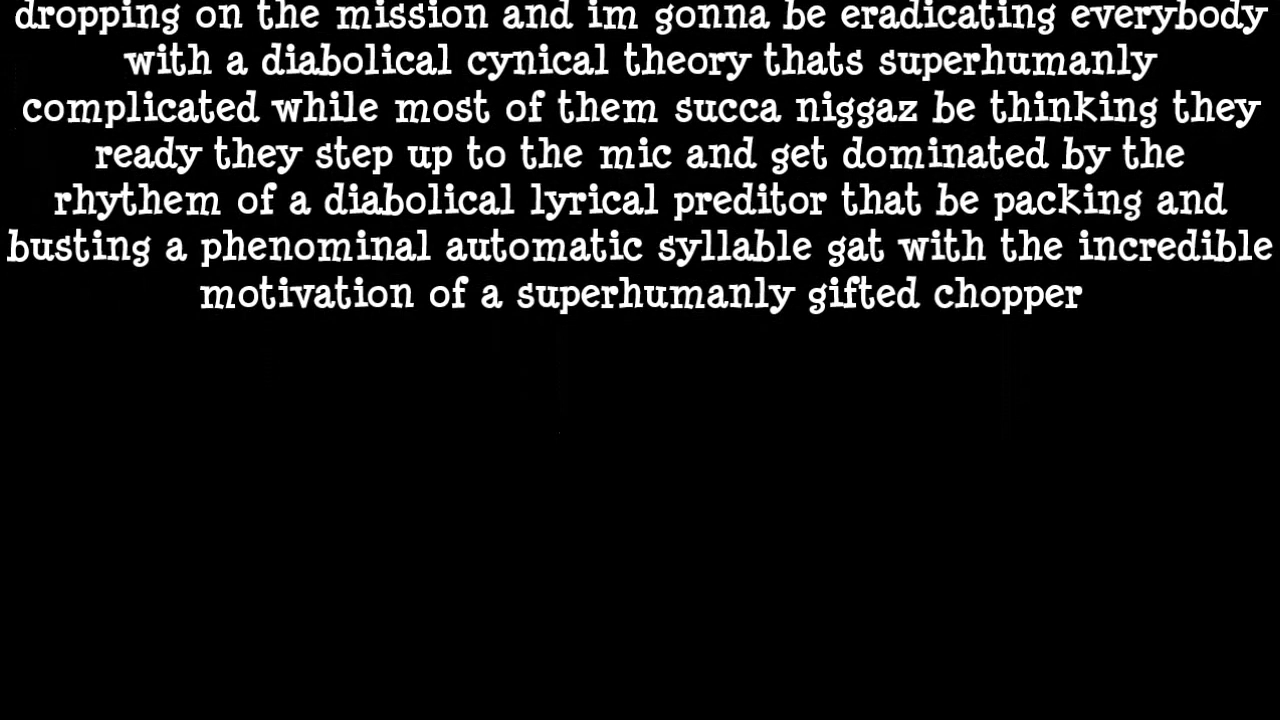 dropping on the mission and im gonna be eradicating everybody
with a diabolical cynical theory thats superhumanly
complicated while most of them succa niggaz be thinking they
ready they step up to the mic and get dominated by the
rhythem of a diabolical lyrical preditor that be packing and
busting a phenominal automatic syllable gat with the incredible
motivation of a superhumanly gifted chopper